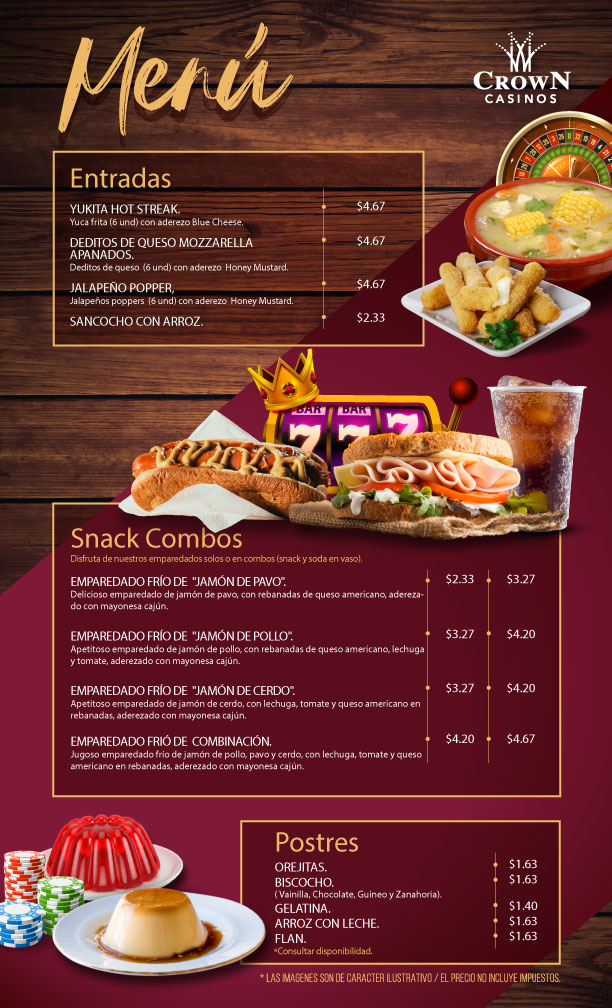 Menú
CROWN
CASINOS
Entradas
YUKITA HOT STREAK. $4.67
Yuca frita (6 und) con aderezo Blue Cheese.
DEDITOS DE QUESO MOZZARELLA $4.67
APANADOS.
Deditos de queso (6 und) con aderezo Honey Mustard.
JALAPEÑO POPPER, $4.67
Jalapeños poppers (6 und) con aderezo Honey Mustard.
SANCOCHO CON ARROZ. $2.33
BAR BAR
7 7 7
Snack Combos
Disfruta de nuestros emparedados solos o en combos (snack y soda en vaso).
EMPAREDADO FRÍO DE "JAMÓN DE PAVO". $2.33 $3.27
Delicioso emparedado de jamón de pavo, con rebanadas de queso americano, adereza-
do con mayonesa cajún.
EMPAREDADO FRÍO DE "JAMÓN DE POLLO". $3.27 $4.20
Apetitoso emparedado de jamón de pollo, con rebanadas de queso americano, lechuga
y tomate, aderezado con mayonesa cajún.
EMPAREDADO FRÍO DE "JAMÓN DE CERDO". $3.27 $4.20
Apetitoso emparedado de jamón de cerdo, con lechuga, tomate y queso americano en
rebanadas, aderezado con mayonesa cajún.
EMPAREDADO FRIÓ DE COMBINACIÓN. $4.20 $4.67
Jugoso emparedado frío de jamón de pollo, pavo y cerdo, con lechuga, tomate y queso
americano en rebanadas, aderezado con mayonesa cajún.
Postres
OREJITAS. $1.63
BISCOCHO. $1.63
( Vainilla, Chocolate, Guineo y Zanahoria).
GELATINA. $1.40
ARROZ CON LECHE. $1.63
FLAN. $1.63
*Consultar disponibilidad.
* LAS IMAGENES SON DE CARACTER ILUSTRATIVO / EL PRECIO NO INCLUYE IMPUESTOS.